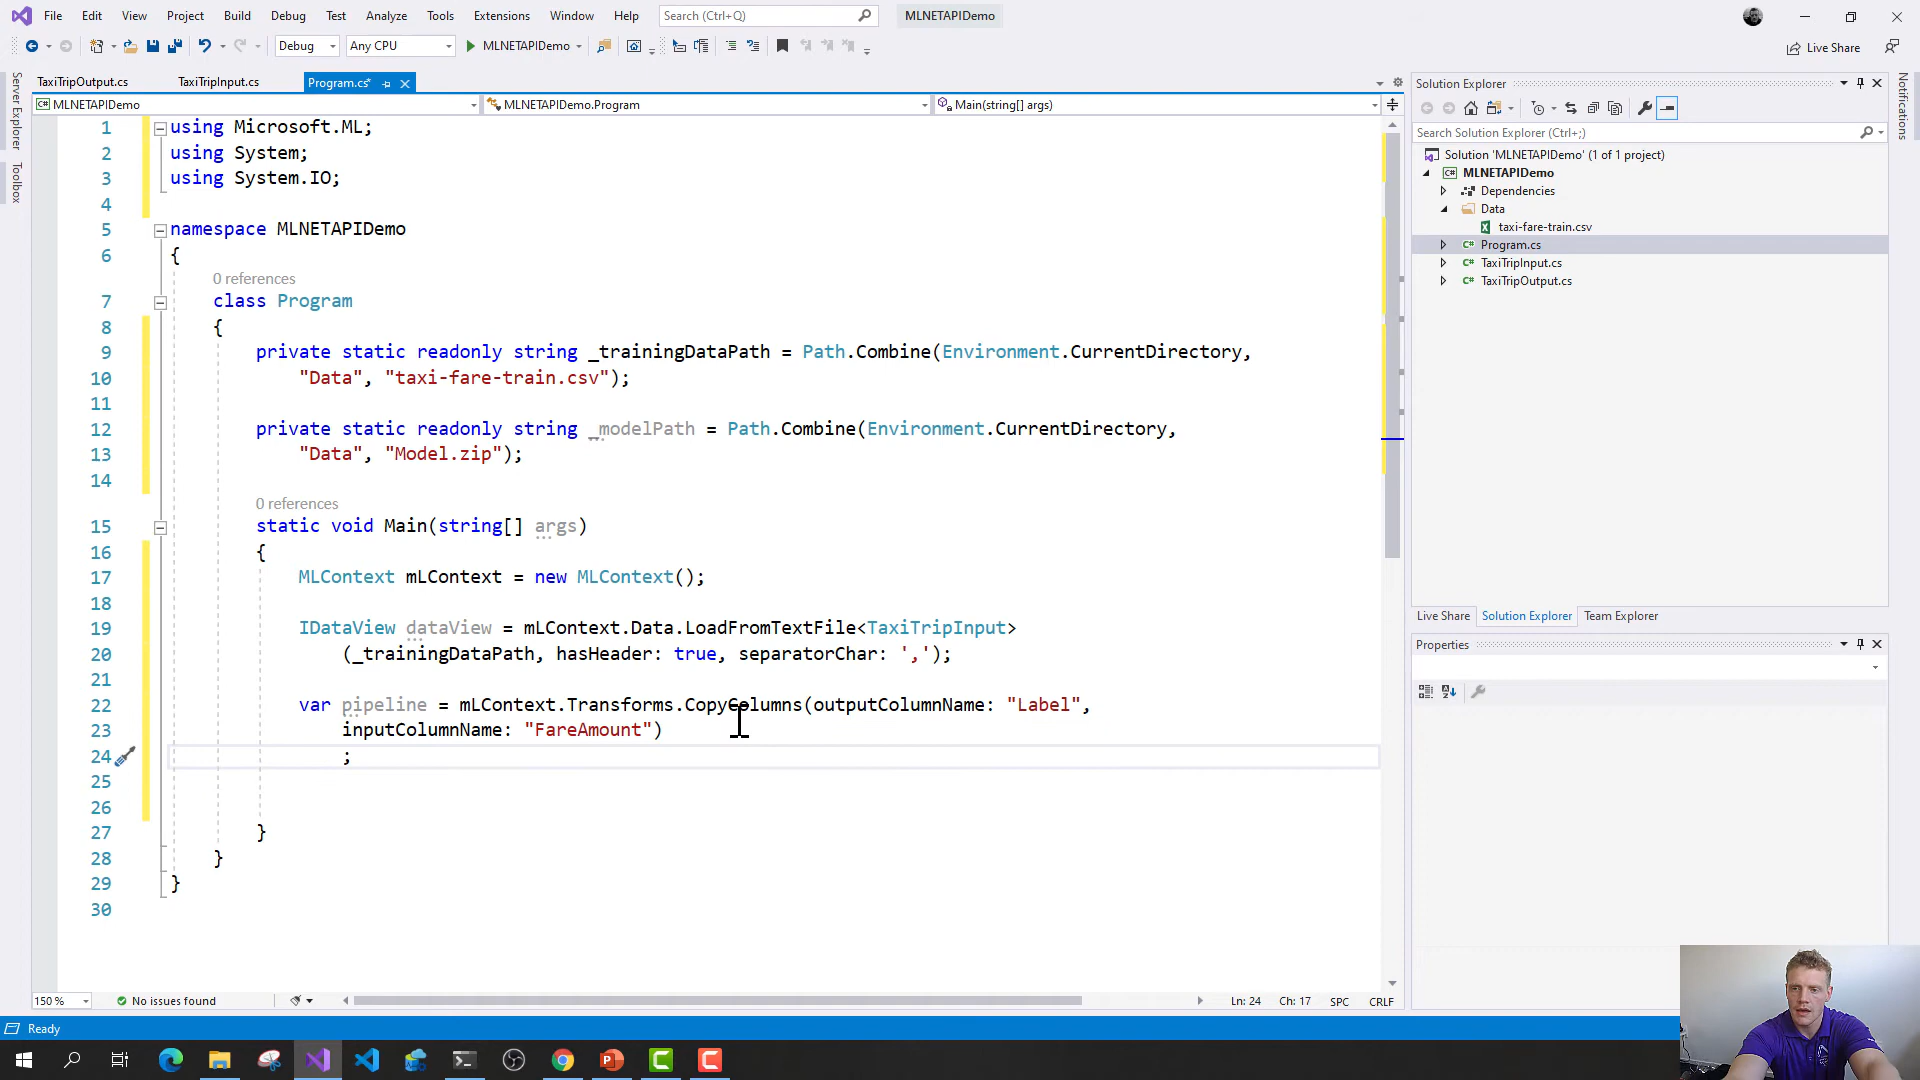 File Edit View Project Build Debug Test Analyze Tools Extensions Window Help Search (Ctrl+Q) MLNETAPIDemo
Debug Any CPU MLNETAPIDemo Live Share
TaxiTripOutput.cs TaxiTripInput.cs Program.cs*
MLNETAPIDemo MLNETAPIDemo.Program Main(string[] args)
Server Explorer
Toolbox
1 using Microsoft.ML;
2 using System;
3 using System.IO;
4
5 namespace MLNETAPIDemo
6 {
0 references
7 class Program
8 {
9 private static readonly string _trainingDataPath = Path.Combine(Environment.CurrentDirectory,
10 "Data", "taxi-fare-train.csv");
11
12 private static readonly string _modelPath = Path.Combine(Environment.CurrentDirectory,
13 "Data", "Model.zip");
14
0 references
15 static void Main(string[] args)
16 {
17 MLContext mLContext = new MLContext();
18
19 IDataView dataView = mLContext.Data.LoadFromTextFile<TaxiTripInput>
20 (_trainingDataPath, hasHeader: true, separatorChar: ',');
21
22 var pipeline = mLContext.Transforms.CopyColumns(outputColumnName: "Label",
23 inputColumnName: "FareAmount")
24 ;
25
26
27 }
28 }
29 }
30
150 % No issues found Ln: 24 Ch: 17 SPC CRLF
Ready
Solution Explorer
Search Solution Explorer (Ctrl+;)
Solution 'MLNETAPIDemo' (1 of 1 project)
MLNETAPIDemo
Dependencies
Data
taxi-fare-train.csv
Program.cs
TaxiTripInput.cs
TaxiTripOutput.cs
Live Share Solution Explorer Team Explorer
Properties
Notifications